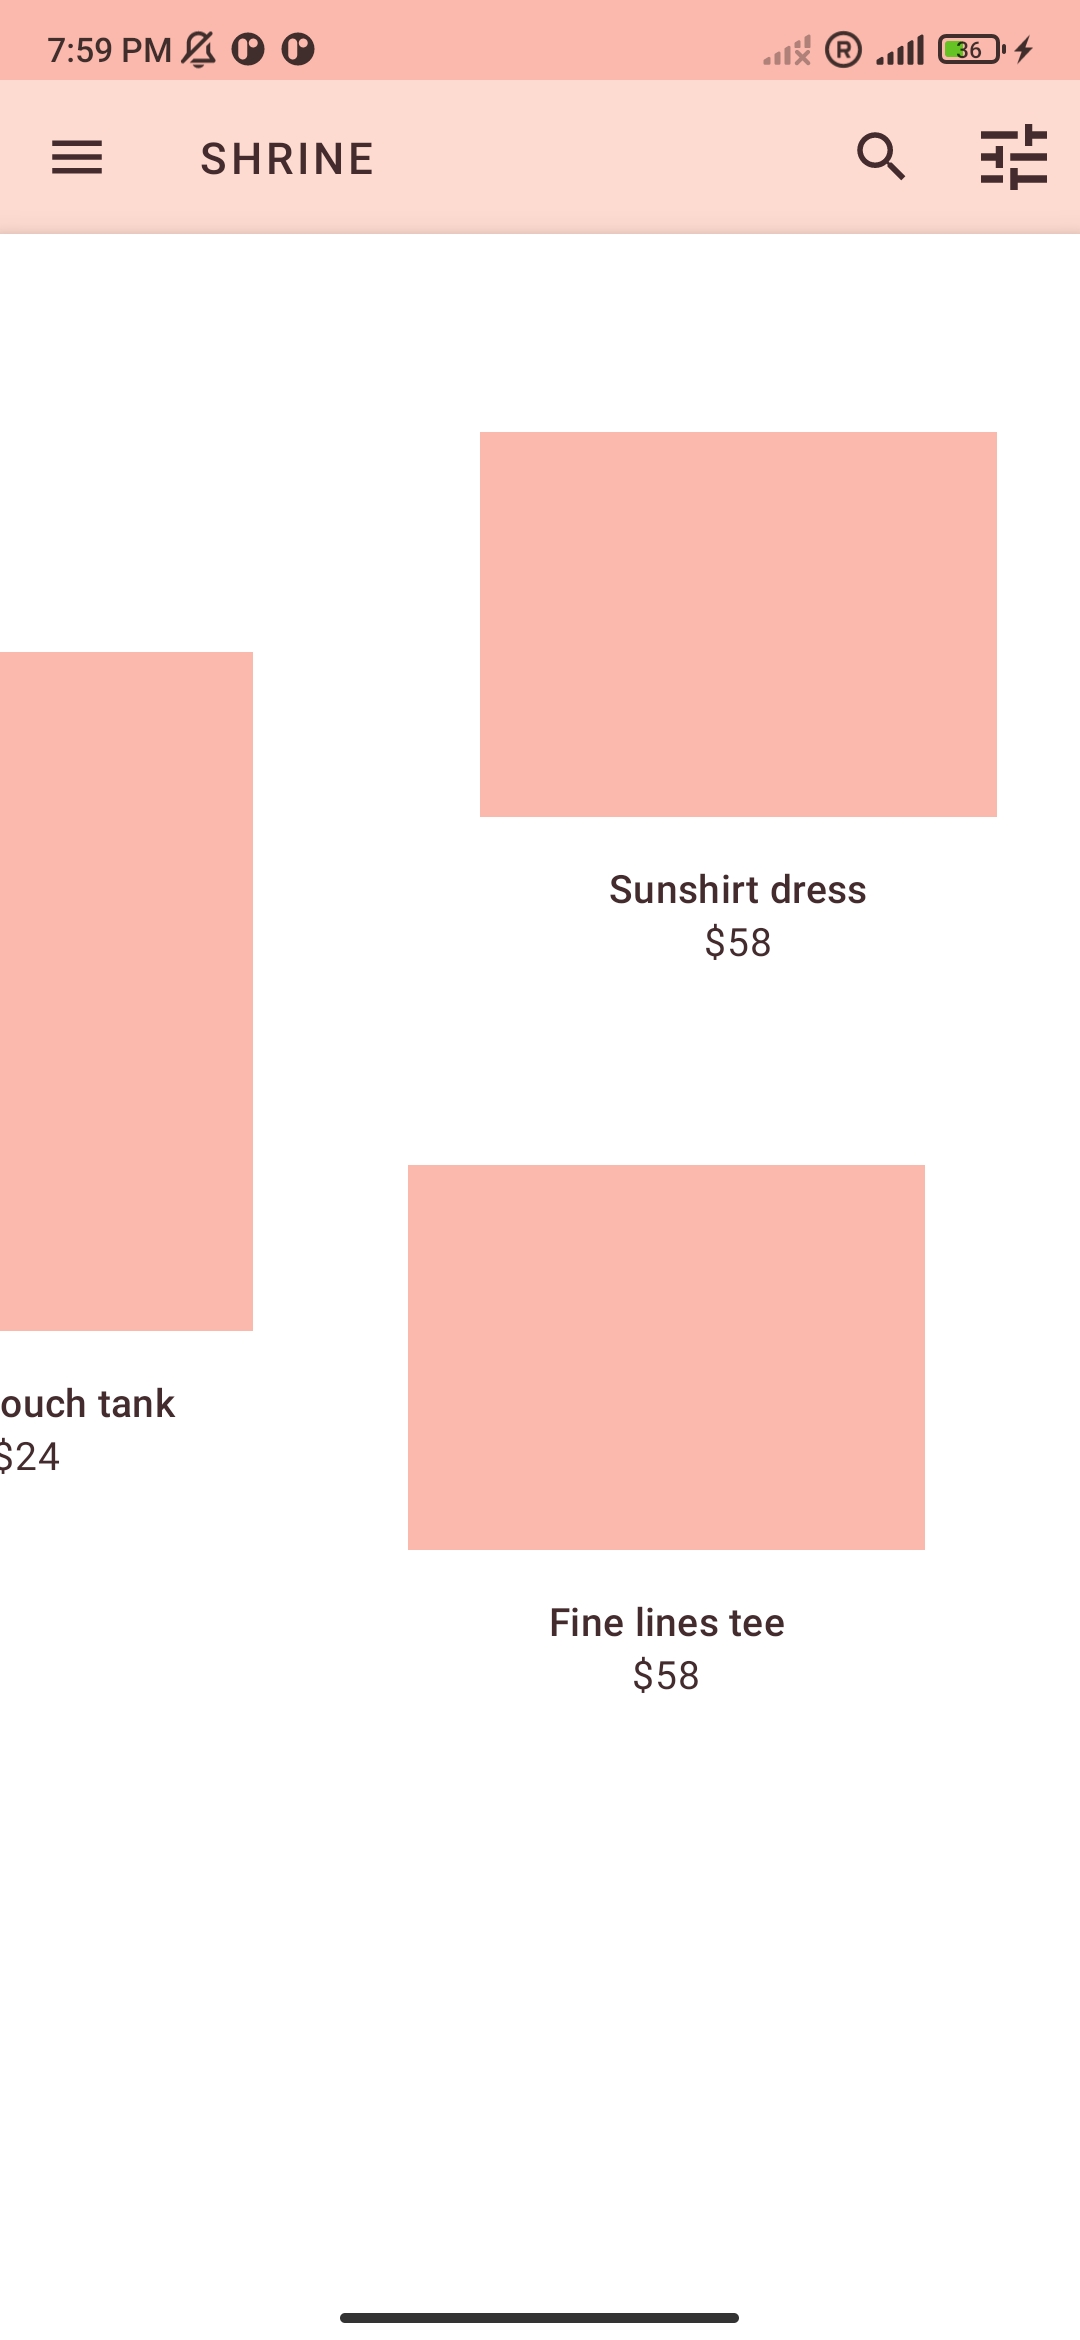 7:59 PM
R
36
SHRINE
Sunshirt dress
$58
ouch tank
$24
Fine lines tee
$58